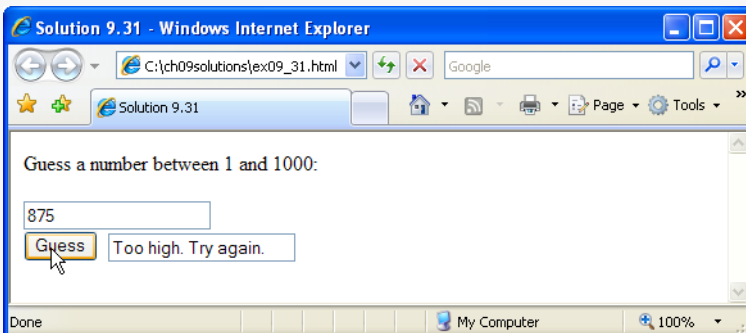 Solution 9.31 - Windows Internet Explorer
C:\ch09solutions\ex09_31.html
Google
Solution 9.31
Page
Tools
»
Guess a number between 1 and 1000:
875
Guess
Too high. Try again.
Done
My Computer
100%